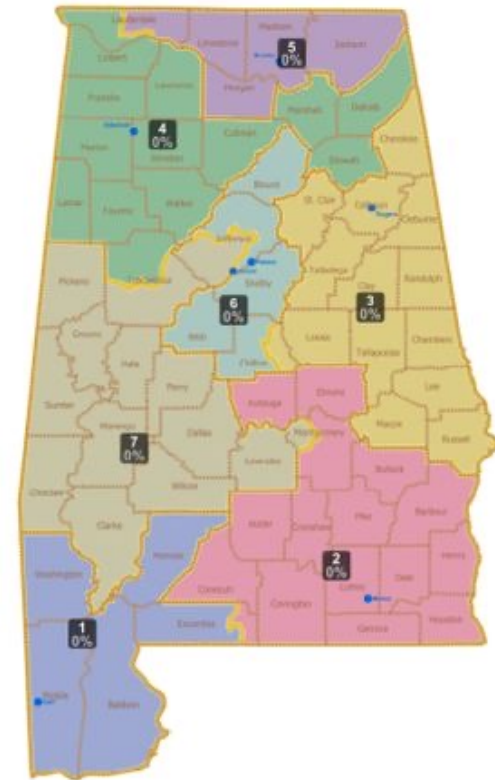 Lauderdale
Limestone
Madison
Jackson
5
0%
Colbert
Lawrence
Morgan
Franklin
Marshall
DeKalb
Cherokee
4
0%
Cullman
Marion
Winston
Etowah
Blount
Lamar
Fayette
Walker
St. Clair
Calhoun
Cleburne
Jefferson
Tuscaloosa
Pickens
Shelby
Talladega
Clay
Randolph
6
0%
3
0%
Greene
Hale
Bibb
Chilton
Coosa
Tallapoosa
Chambers
Perry
Sumter
Autauga
Elmore
Lee
Marengo
Dallas
Macon
Russell
7
0%
Montgomery
Lowndes
Choctaw
Wilcox
Bullock
Clarke
Butler
Crenshaw
Pike
Barbour
Monroe
Washington
2
0%
Henry
Conecuh
Coffee
Dale
Covington
Escambia
Houston
Geneva
1
0%
Mobile
Baldwin